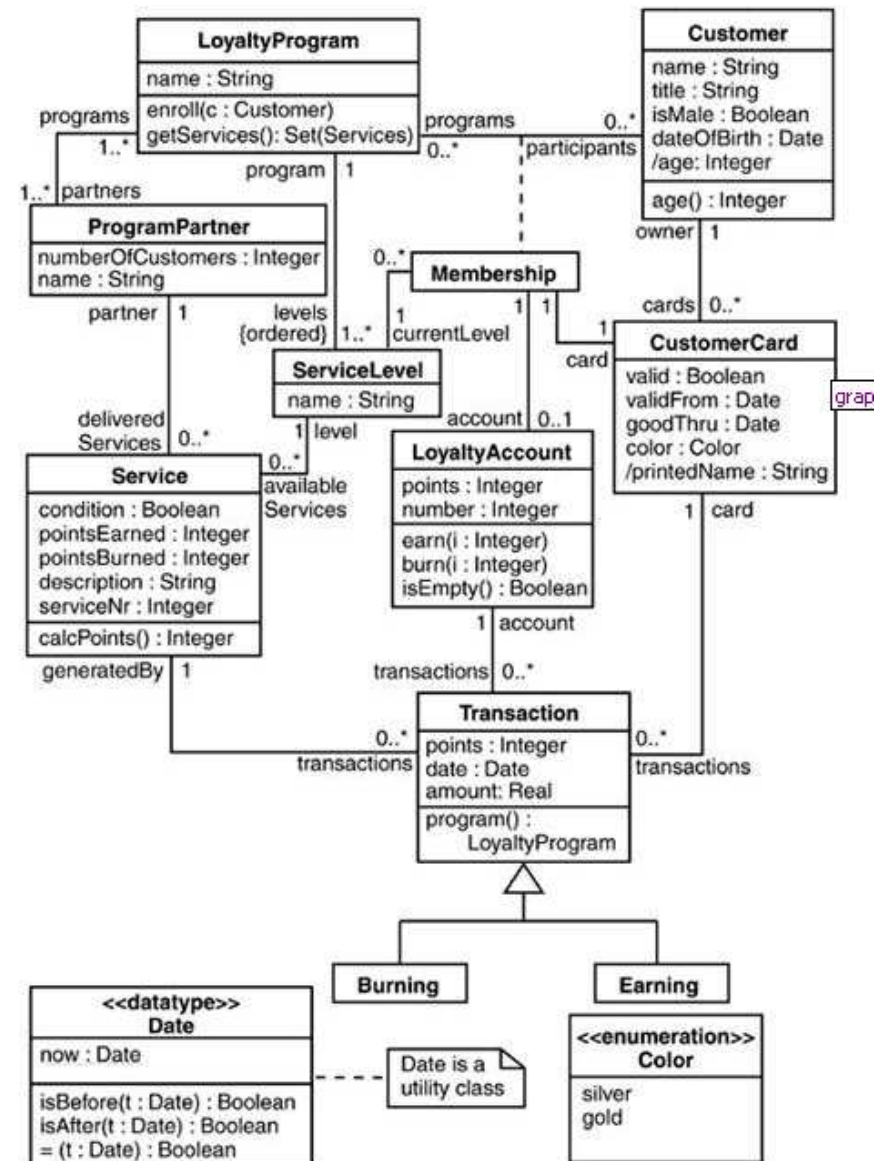 LoyaltyProgram
name : String
enroll(c : Customer)
getServices(): Set(Services)
Customer
name : String
title : String
isMale : Boolean
dateOfBirth : Date
/age: Integer
age() : Integer
programs
1..*
programs
0..*
0..*
participants
program
1
1..*
partners
owner
1
ProgramPartner
numberOfCustomers : Integer
name : String
0..*
Membership
partner
1
levels
{ordered}
1..*
1
currentLevel
1
1
1
card
cards
0..*
CustomerCard
valid : Boolean
validFrom : Date
goodThru : Date
color : Color
/printedName : String
grap
ServiceLevel
name : String
delivered
Services
0..*
1
level
0..*
available
Services
account
0..1
LoyaltyAccount
points : Integer
number : Integer
earn(i : Integer)
burn(i : Integer)
isEmpty() : Boolean
Service
condition : Boolean
pointsEarned : Integer
pointsBurned : Integer
description : String
serviceNr : Integer
calcPoints() : Integer
1
card
1
account
generatedBy
1
transactions
0..*
Transaction
points : Integer
date : Date
amount: Real
program() :
LoyaltyProgram
0..*
transactions
0..*
transactions
Burning
Earning
<<datatype>>
Date
now : Date
isBefore(t : Date) : Boolean
isAfter(t : Date) : Boolean
= (t : Date) : Boolean
Date is a
utility class
<<enumeration>>
Color
silver
gold